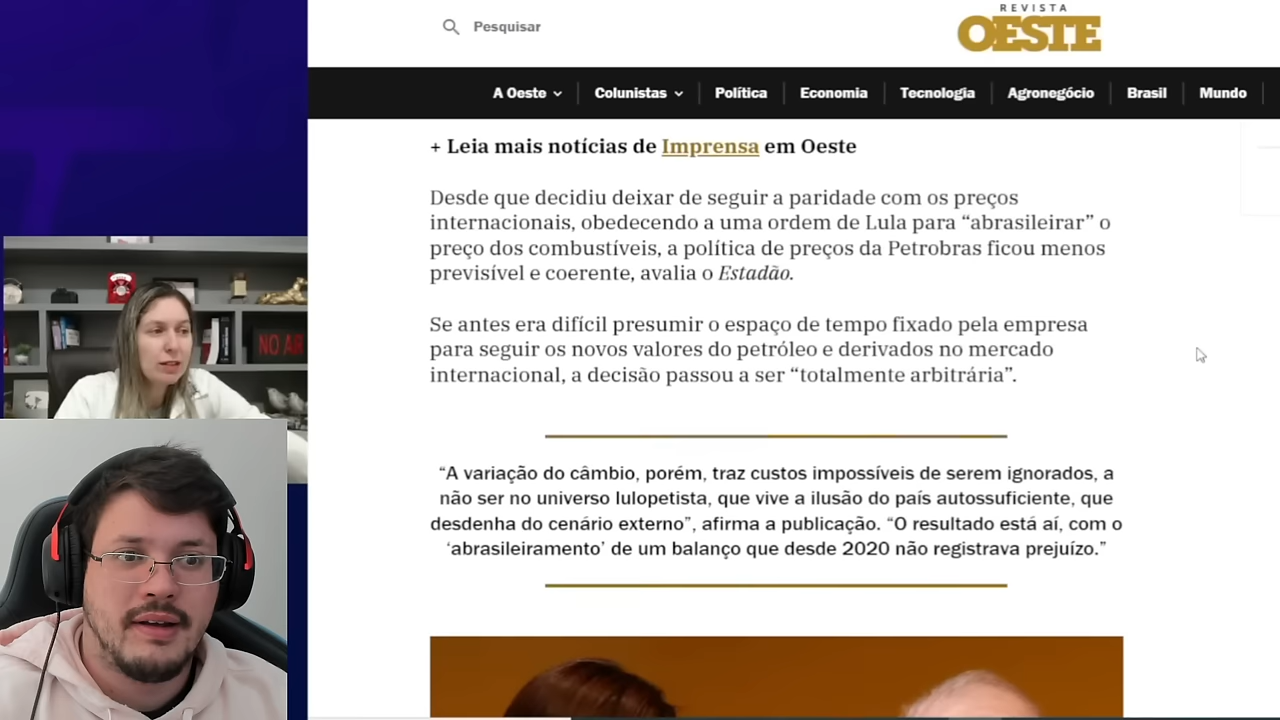 Pesquisar
REVISTA
OESTE
A Oeste
Colunistas
Política
Economia
Tecnologia
Agronegócio
Brasil
Mundo
+ Leia mais notícias de Imprensa em Oeste
Desde que decidiu deixar de seguir a paridade com os preços
internacionais, obedecendo a uma ordem de Lula para “abrasileirar” o
preço dos combustíveis, a política de preços da Petrobras ficou menos
previsível e coerente, avalia o Estadão.
Se antes era difícil presumir o espaço de tempo fixado pela empresa
para seguir os novos valores do petróleo e derivados no mercado
internacional, a decisão passou a ser “totalmente arbitrária”.
“A variação do câmbio, porém, traz custos impossíveis de serem ignorados, a
não ser no universo lulopetista, que vive a ilusão do país autossuficiente, que
desdenha do cenário externo”, afirma a publicação. “O resultado está aí, com o
‘abrasileiramento’ de um balanço que desde 2020 não registrava prejuízo.”
NO AR